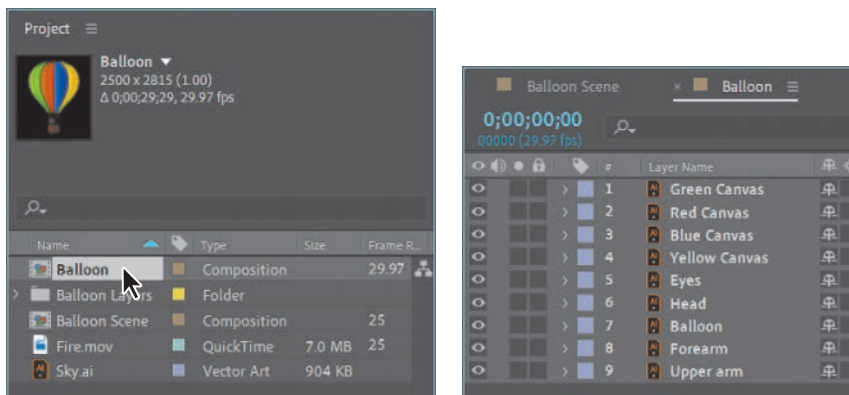 Project
Balloon
2500 x 2815 (1.00)
Δ 0;00;29;29, 29.97 fps
Name Type Size Frame R...
Balloon Composition 29.97
Balloon Layers Folder
Balloon Scene Composition 25
Fire.mov QuickTime 7.0 MB 25
Sky.ai Vector Art 904 KB
Balloon Scene × Balloon
0;00;00;00
00000 (29.97 fps)
# Layer Name
1 Green Canvas
2 Red Canvas
3 Blue Canvas
4 Yellow Canvas
5 Eyes
6 Head
7 Balloon
8 Forearm
9 Upper arm